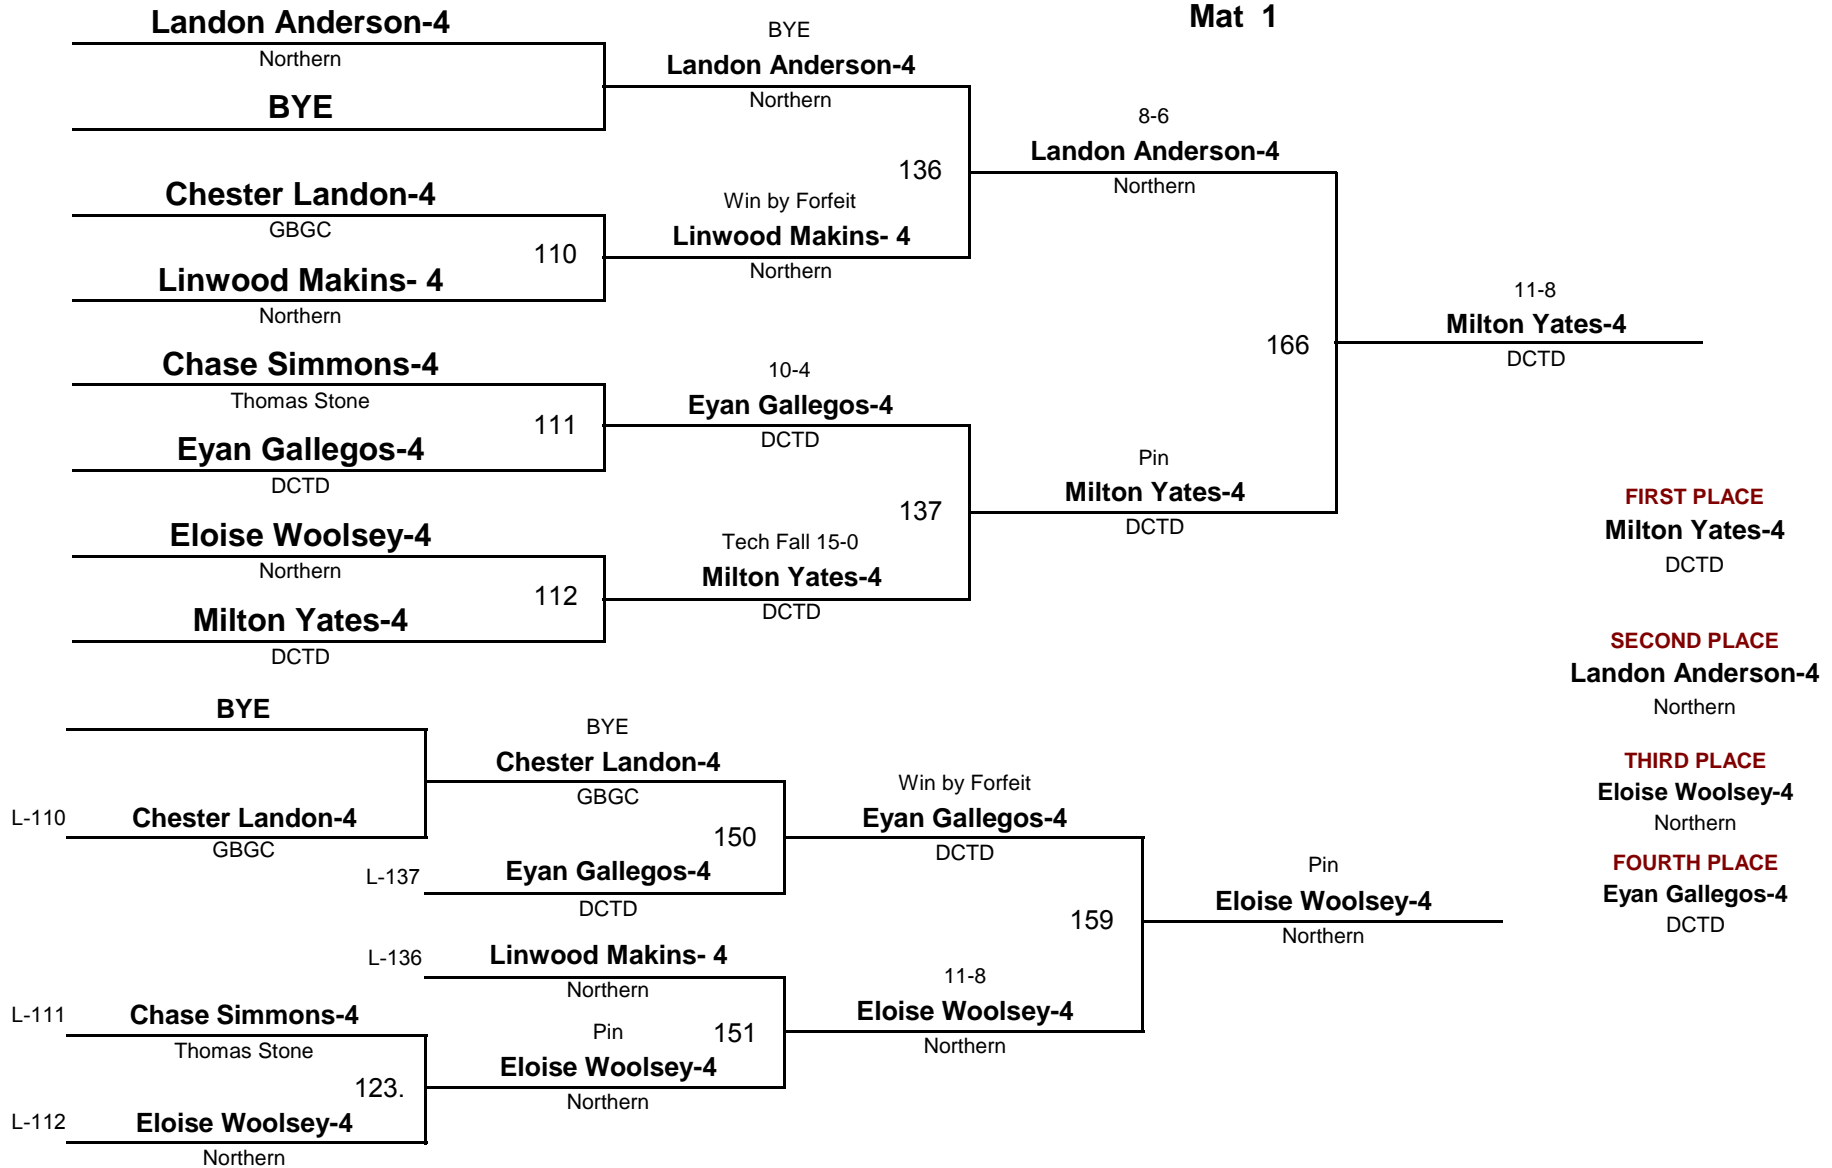 Mat 1
Landon Anderson-4
Northern
BYE
BYE
Landon Anderson-4
Northern
8-6
Landon Anderson-4
Northern
136
Chester Landon-4
GBGC
110
Linwood Makins- 4
Northern
Win by Forfeit
Linwood Makins- 4
Northern
11-8
Milton Yates-4
DCTD
166
Chase Simmons-4
Thomas Stone
111
Eyan Gallegos-4
DCTD
10-4
Eyan Gallegos-4
DCTD
Pin
Milton Yates-4
DCTD
137
Eloise Woolsey-4
Northern
112
Milton Yates-4
DCTD
Tech Fall 15-0
Milton Yates-4
DCTD
FIRST PLACE
Milton Yates-4
DCTD
SECOND PLACE
Landon Anderson-4
Northern
THIRD PLACE
Eloise Woolsey-4
Northern
FOURTH PLACE
Eyan Gallegos-4
DCTD
BYE
L-110
Chester Landon-4
GBGC
BYE
Chester Landon-4
GBGC
150
L-137
Eyan Gallegos-4
DCTD
Win by Forfeit
Eyan Gallegos-4
DCTD
159
Pin
Eloise Woolsey-4
Northern
L-136
Linwood Makins- 4
Northern
151
L-111
Chase Simmons-4
Thomas Stone
123.
L-112
Eloise Woolsey-4
Northern
Pin
Eloise Woolsey-4
Northern
11-8
Eloise Woolsey-4
Northern